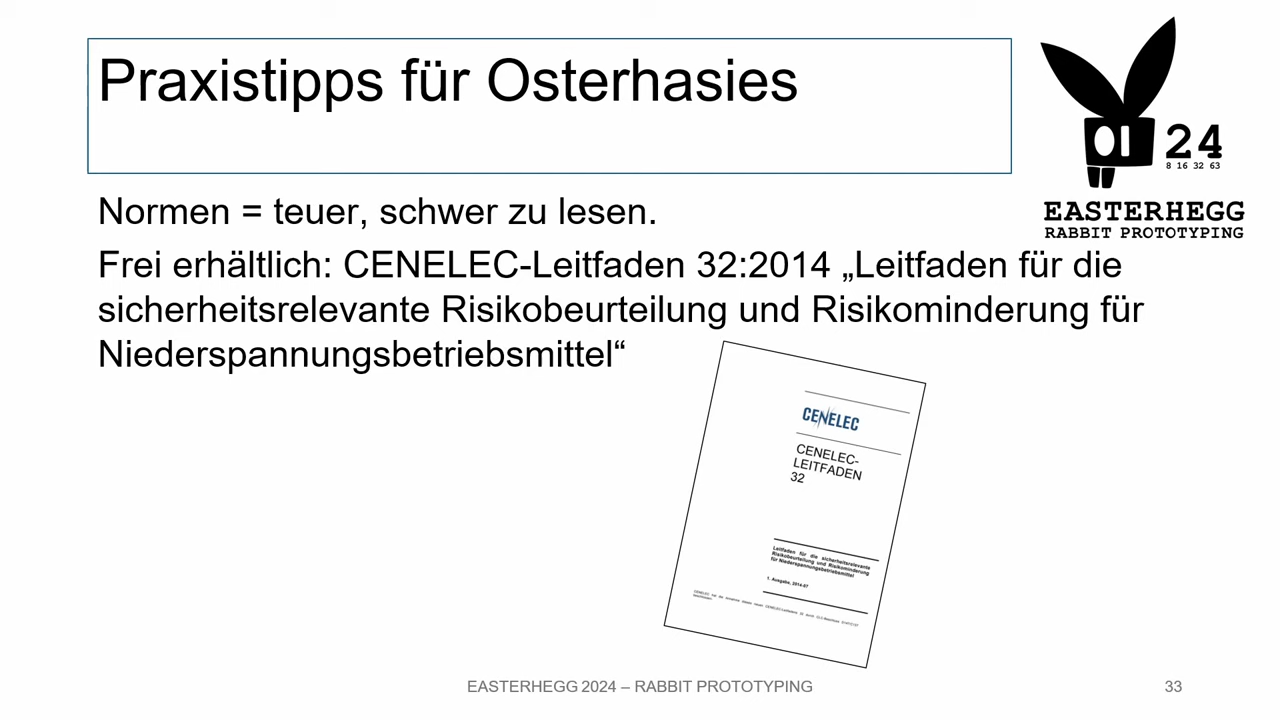 Praxistipps für Osterhasies
24
8 16 32 63
EASTERHEGG
RABBIT PROTOTYPING
Normen = teuer, schwer zu lesen.
Frei erhältlich: CENELEC-Leitfaden 32:2014 „Leitfaden für die
sicherheitsrelevante Risikobeurteilung und Risikominderung für
Niederspannungsbetriebsmittel“
CENELEC
CENELEC-
LEITFADEN
32
Leitfaden für die sicherheitsrelevante
Risikobeurteilung und Risikominderung
für Niederspannungsbetriebsmittel
1. Ausgabe, 2014-07
EASTERHEGG 2024 – RABBIT PROTOTYPING
33